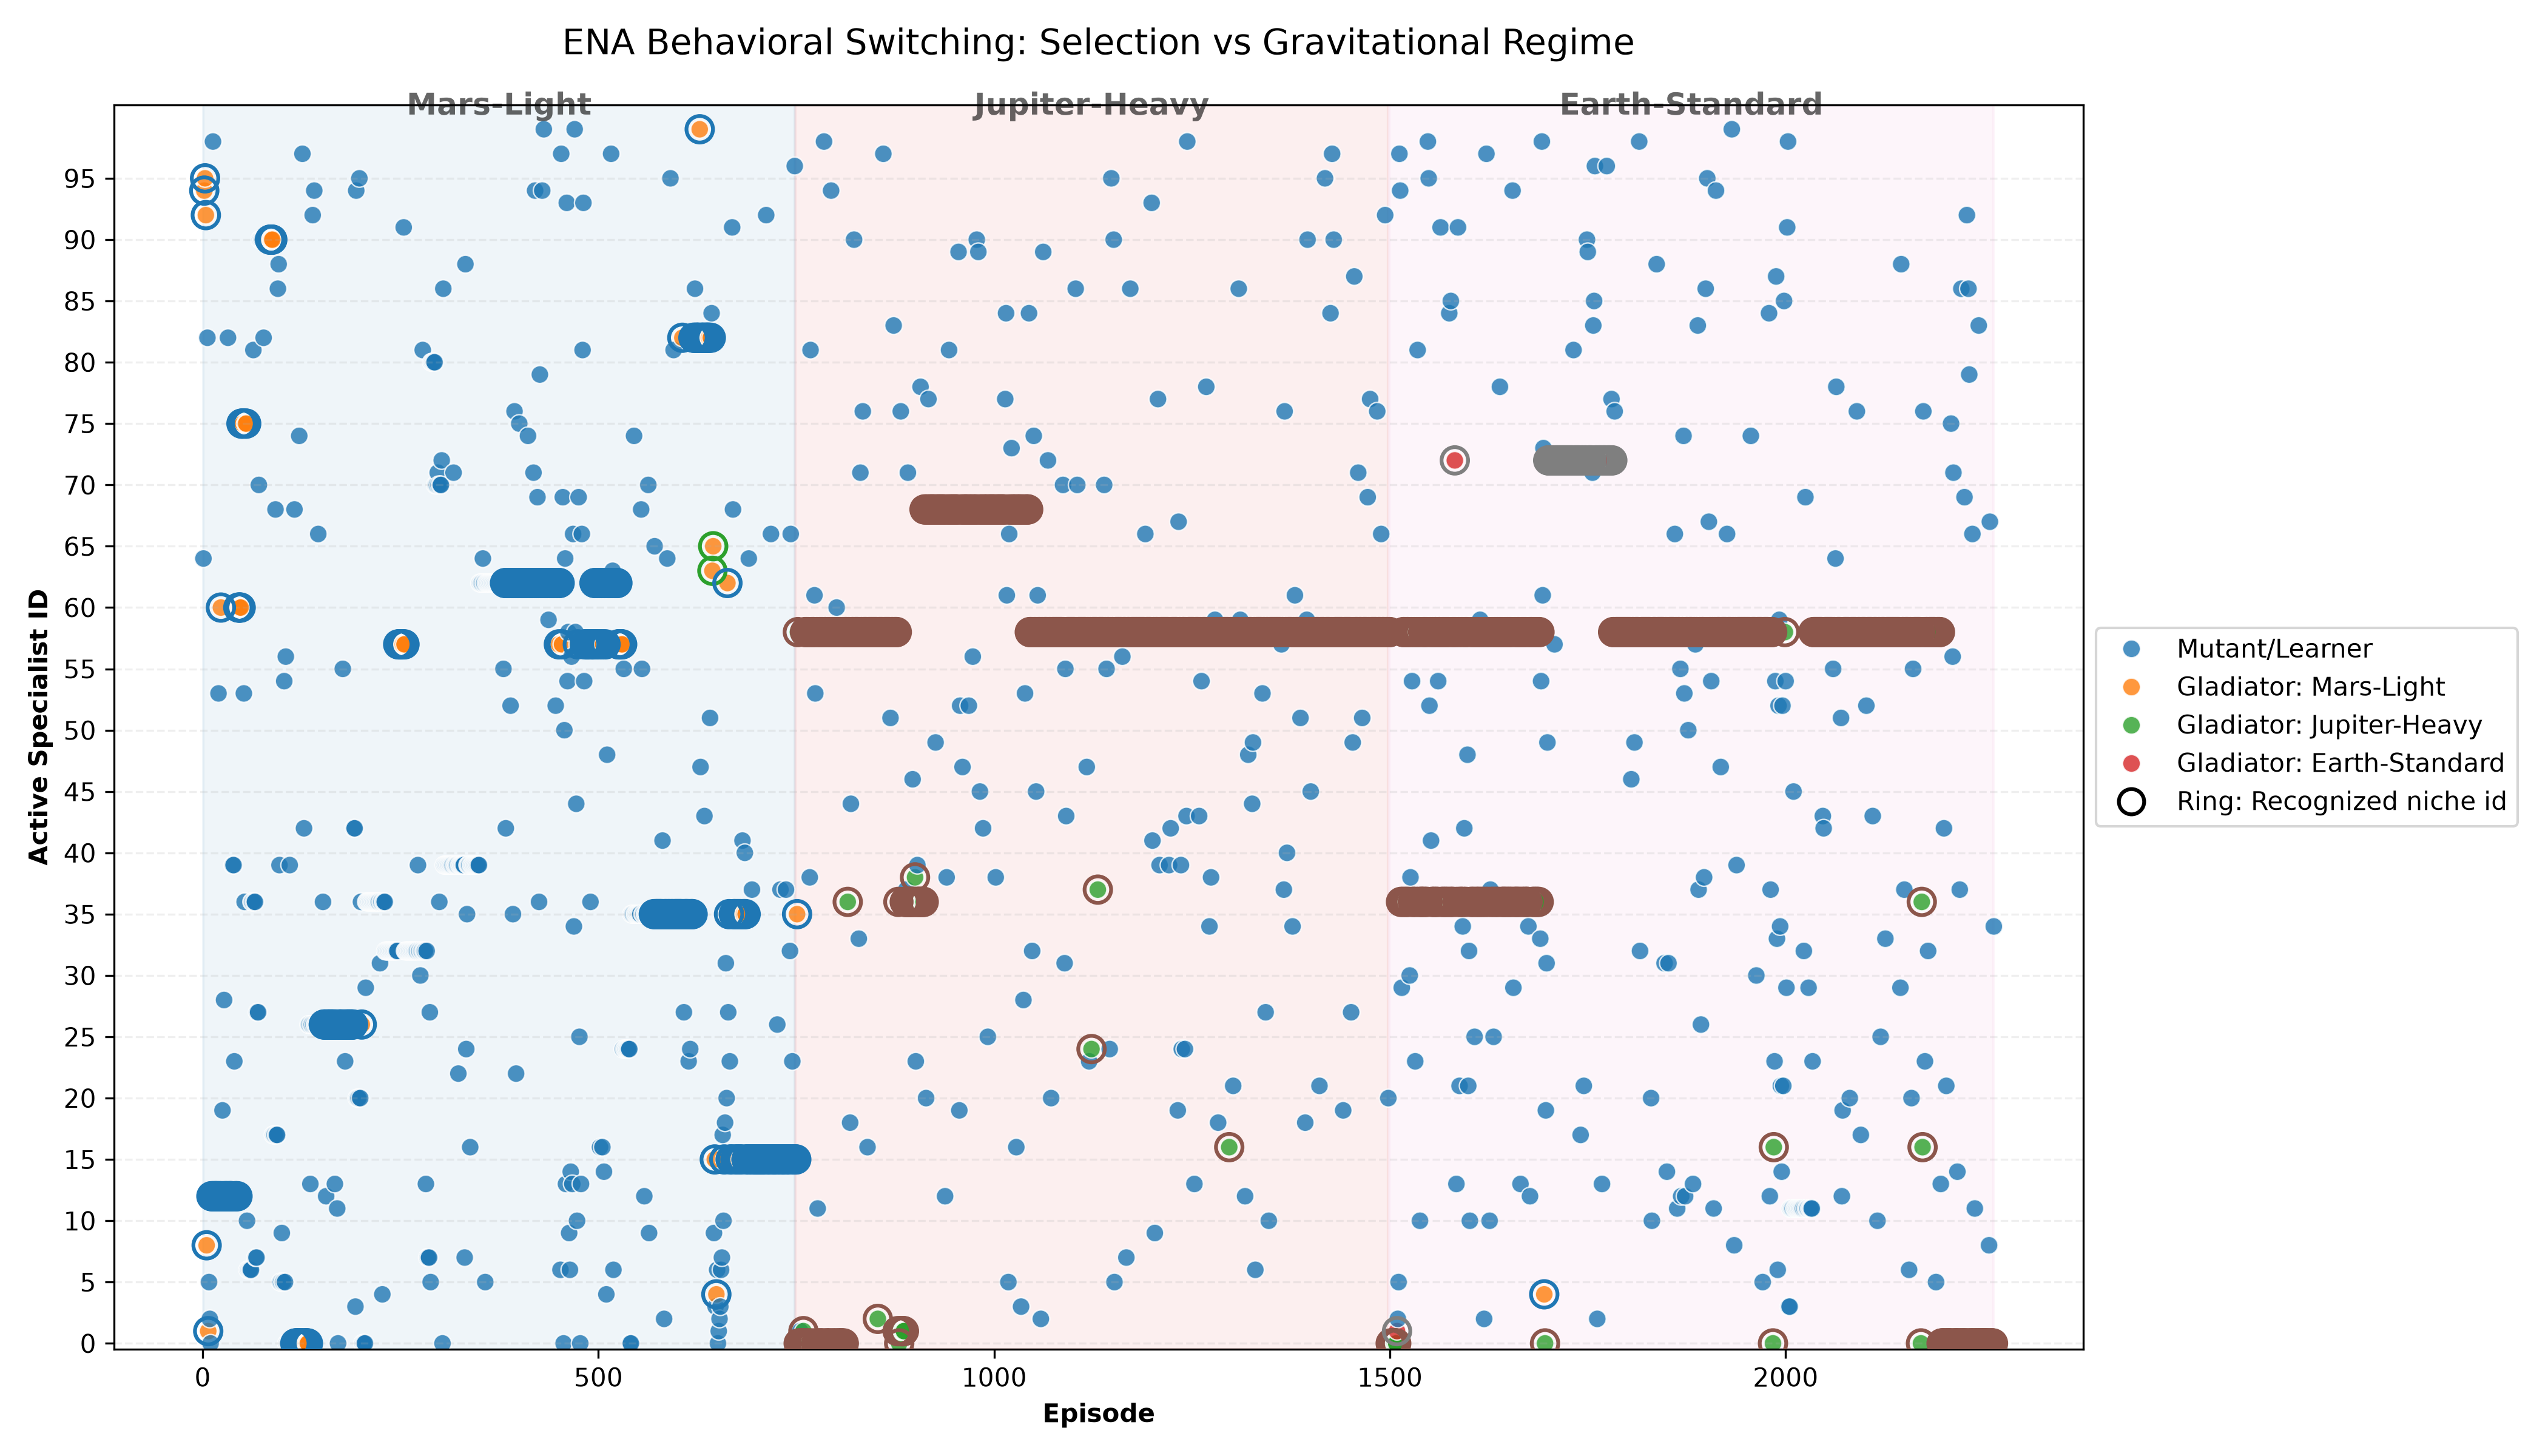 ENA Behavioral Switching: Selection vs Gravitational Regime
Mars-Light
Jupiter-Heavy
Earth-Standard
Active Specialist ID
95
90
85
80
75
70
65
60
55
50
45
40
35
30
25
20
15
10
5
0
0
500
1000
1500
2000
Episode
Mutant/Learner
Gladiator: Mars-Light
Gladiator: Jupiter-Heavy
Gladiator: Earth-Standard
Ring: Recognized niche id